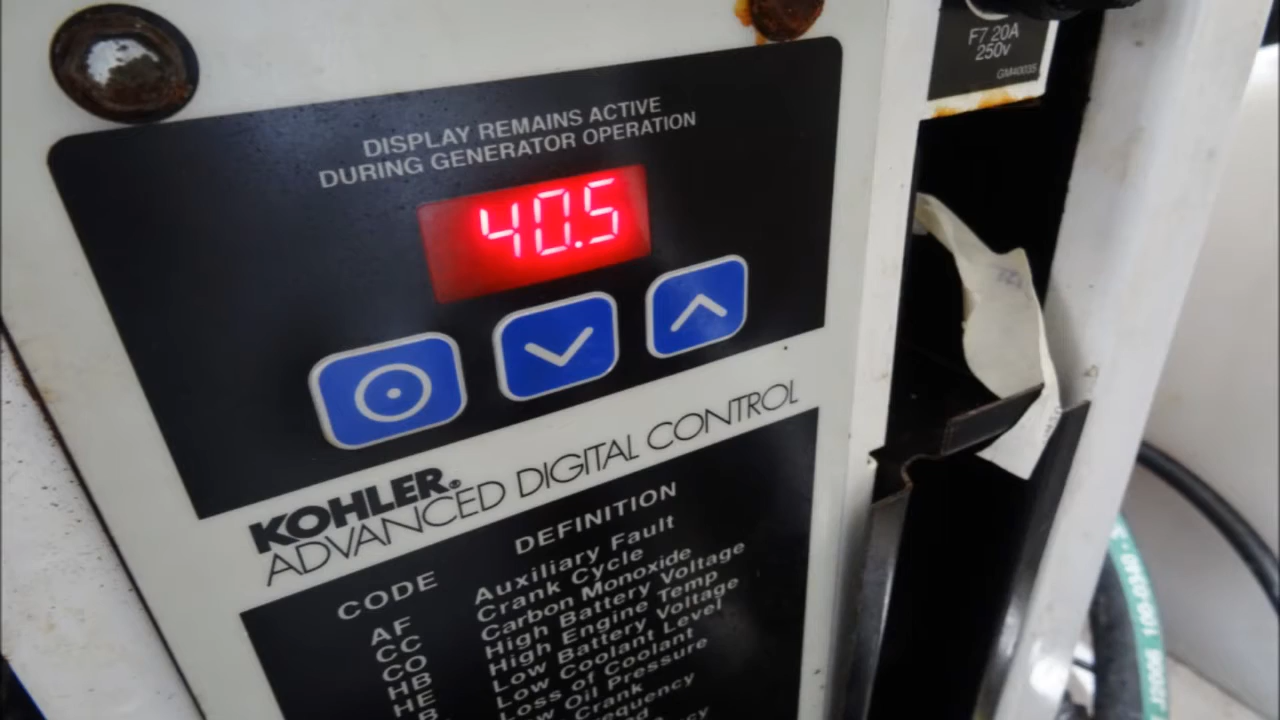 F7 20A
250v
GM40035
DISPLAY REMAINS ACTIVE
DURING GENERATOR OPERATION
40.5
KOHLER®
ADVANCED DIGITAL CONTROL
CODE DEFINITION
AF Auxiliary Fault
CC Crank Cycle
CO Carbon Monoxide
HB High Battery Voltage
HE High Engine Temp
Low Battery Voltage
Low Coolant Level
Loss of Coolant
Oil Pressure
Crank